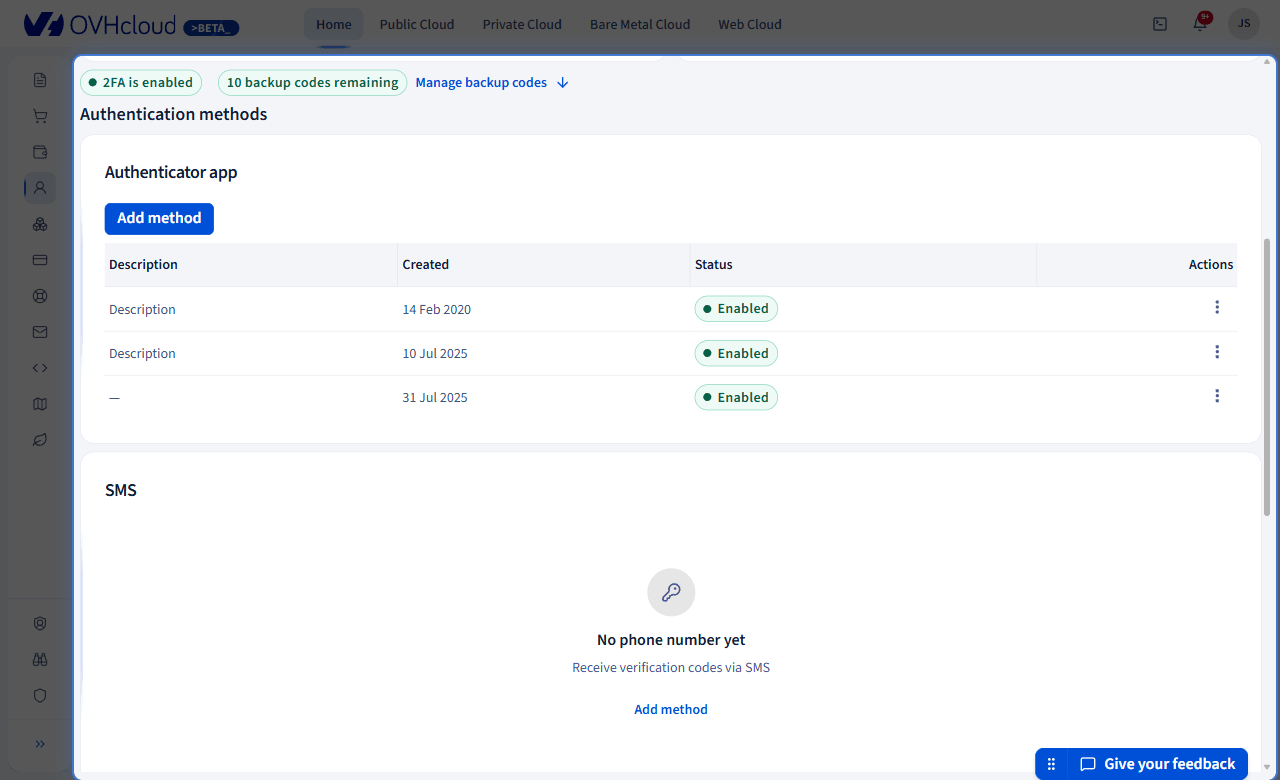 OVHcloud >BETA_ Home Public Cloud Private Cloud Bare Metal Cloud Web Cloud 9+ JS
2FA is enabled 10 backup codes remaining Manage backup codes
Authentication methods
Authenticator app
Add method
Description Created Status Actions
Description 14 Feb 2020 Enabled
Description 10 Jul 2025 Enabled
— 31 Jul 2025 Enabled
SMS
No phone number yet
Receive verification codes via SMS
Add method
Give your feedback